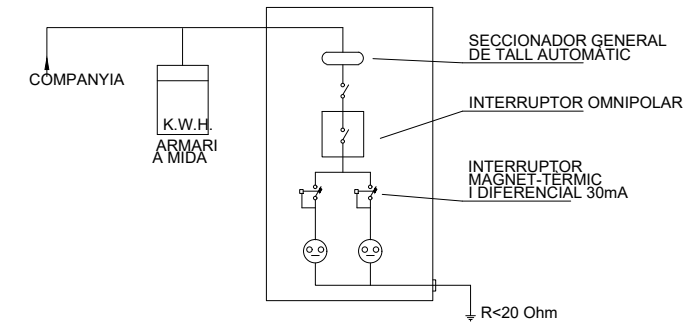 SECCIONADOR GENERAL
DE TALL AUTOMÀTIC
COMPANYIA
INTERRUPTOR OMNIPOLAR
K.W.H.
ARMARI
A MIDA
INTERRUPTOR
MAGNET-TÈRMIC
I DIFERENCIAL 30mA
R<20 Ohm